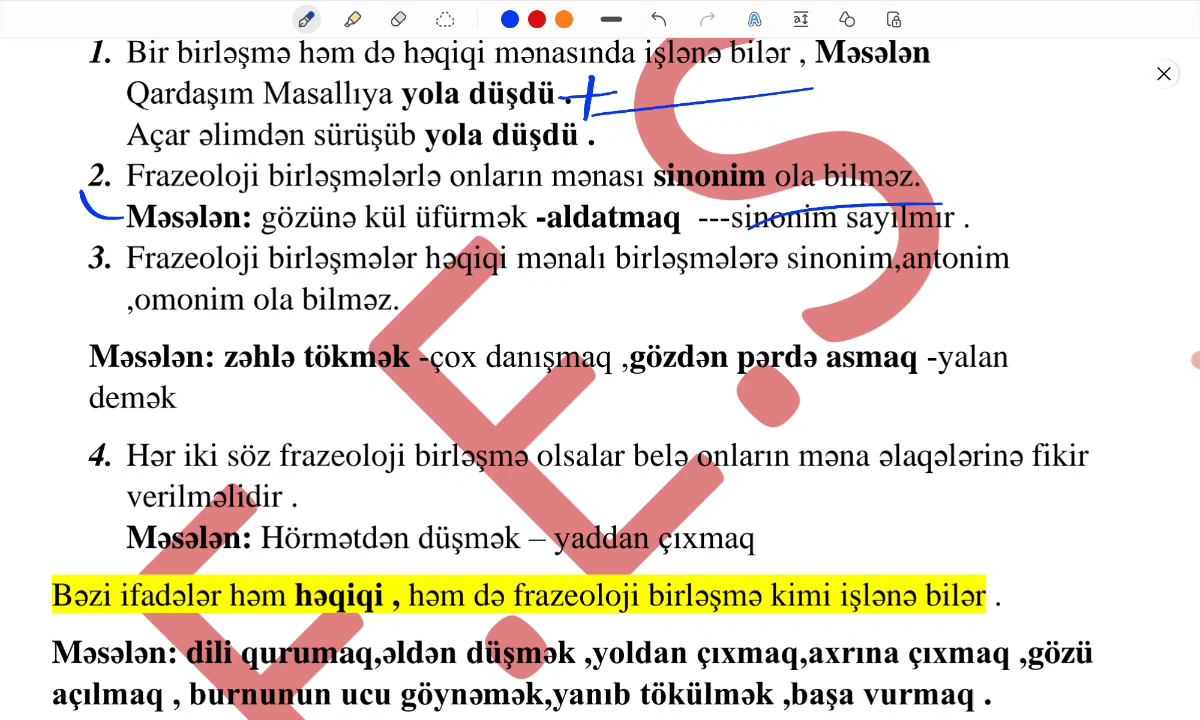 1. Bir birləşmə həm də həqiqi mənasında işlənə bilər , Məsələn
Qardaşım Masallıya yola düşdü .
Açar əlimdən sürüşüb yola düşdü .
2. Frazeoloji birləşmələrlə onların mənası sinonim ola bilməz.
Məsələn: gözünə kül üfürmək -aldatmaq ---sinonim sayılmır .
3. Frazeoloji birləşmələr həqiqi mənalı birləşmələrə sinonim,antonim
,omonim ola bilməz.
Məsələn: zəhlə tökmək -çox danışmaq ,gözdən pərdə asmaq -yalan
demək
4. Hər iki söz frazeoloji birləşmə olsalar belə onların məna əlaqələrinə fikir
verilməlidir .
Məsələn: Hörmətdən düşmək – yaddan çıxmaq
Bəzi ifadələr həm həqiqi , həm də frazeoloji birləşmə kimi işlənə bilər .
Məsələn: dili qurumaq,əldən düşmək ,yoldan çıxmaq,axrına çıxmaq ,gözü
açılmaq , burnunun ucu göynəmək,yanıb tökülmək ,başa vurmaq .